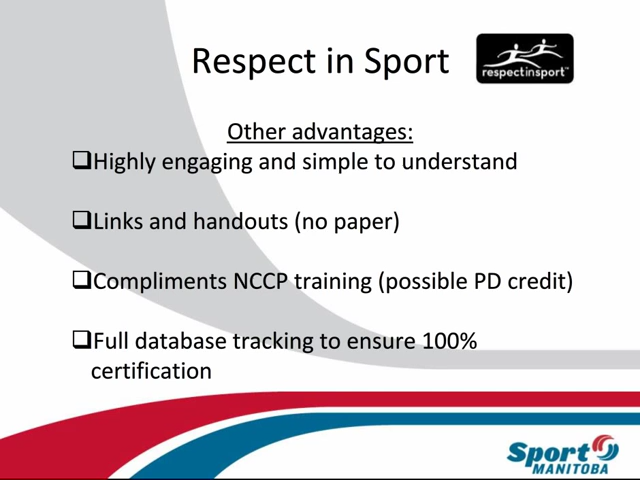 Respect in Sport
respectinsport™
Other advantages:
❑Highly engaging and simple to understand
❑Links and handouts (no paper)
❑Compliments NCCP training (possible PD credit)
❑Full database tracking to ensure 100%
certification
Sport
MANITOBA